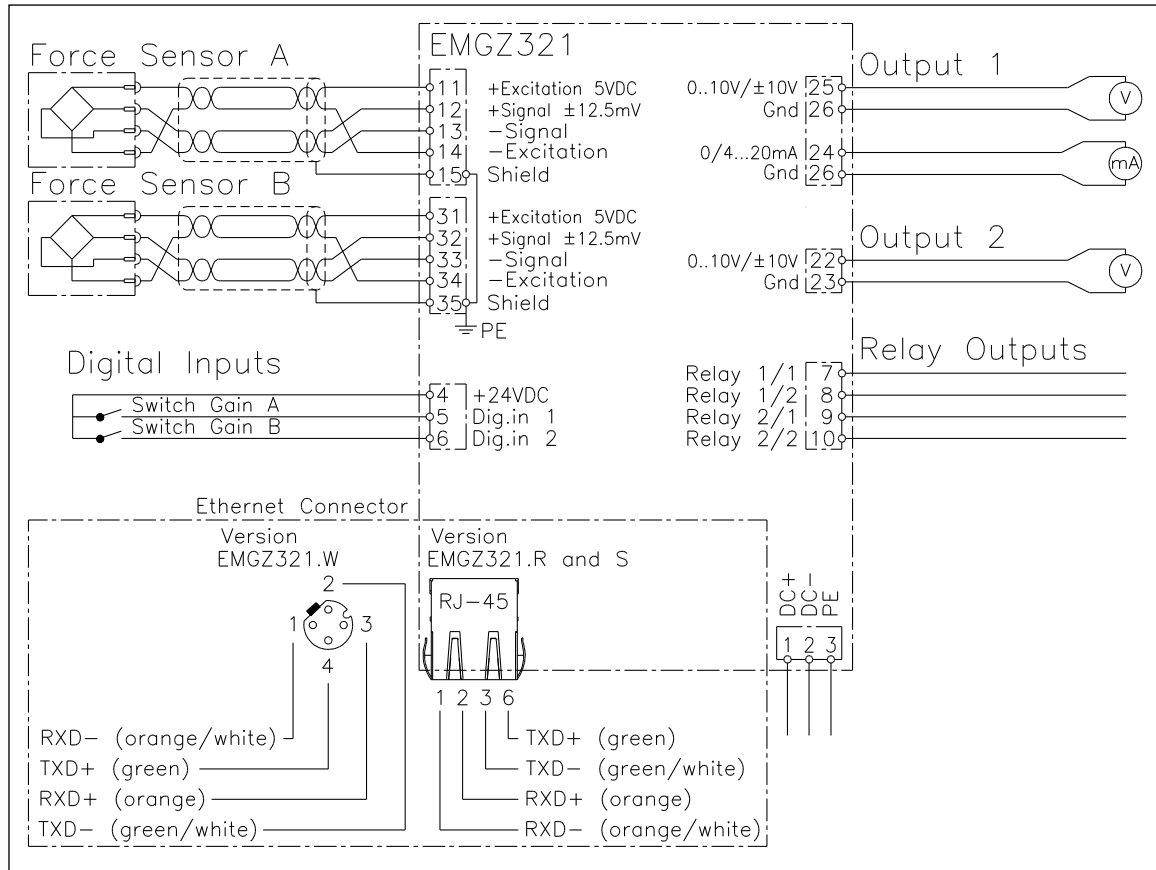 EMGZ321
Force Sensor A
11 +Excitation 5VDC
12 +Signal ±12.5mV
13 −Signal
14 −Excitation
15 Shield
Force Sensor B
31 +Excitation 5VDC
32 +Signal ±12.5mV
33 −Signal
34 −Excitation
35 Shield
PE
Output 1
0..10V/±10V 25
Gnd 26
V
0/4...20mA 24
Gnd 26
mA
Output 2
0..10V/±10V 22
Gnd 23
V
Digital Inputs
4 +24VDC
Switch Gain A 5 Dig.in 1
Switch Gain B 6 Dig.in 2
Relay Outputs
Relay 1/1 7
Relay 1/2 8
Relay 2/1 9
Relay 2/2 10
Ethernet Connector
Version
EMGZ321.W
2
1 3
4
RXD− (orange/white)
TXD+ (green)
RXD+ (orange)
TXD− (green/white)
Version
EMGZ321.R and S
RJ−45
1 2 3 6
TXD+ (green)
TXD− (green/white)
RXD+ (orange)
RXD− (orange/white)
DC+
DC−
PE
1 2 3